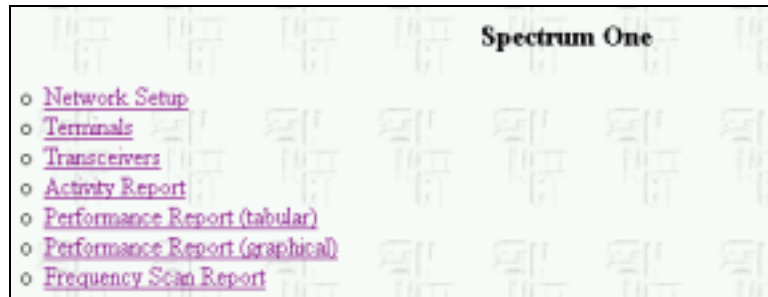 Spectrum One
o Network Setup
o Terminals
o Transceivers
o Activity Report
o Performance Report (tabular)
o Performance Report (graphical)
o Frequency Scan Report